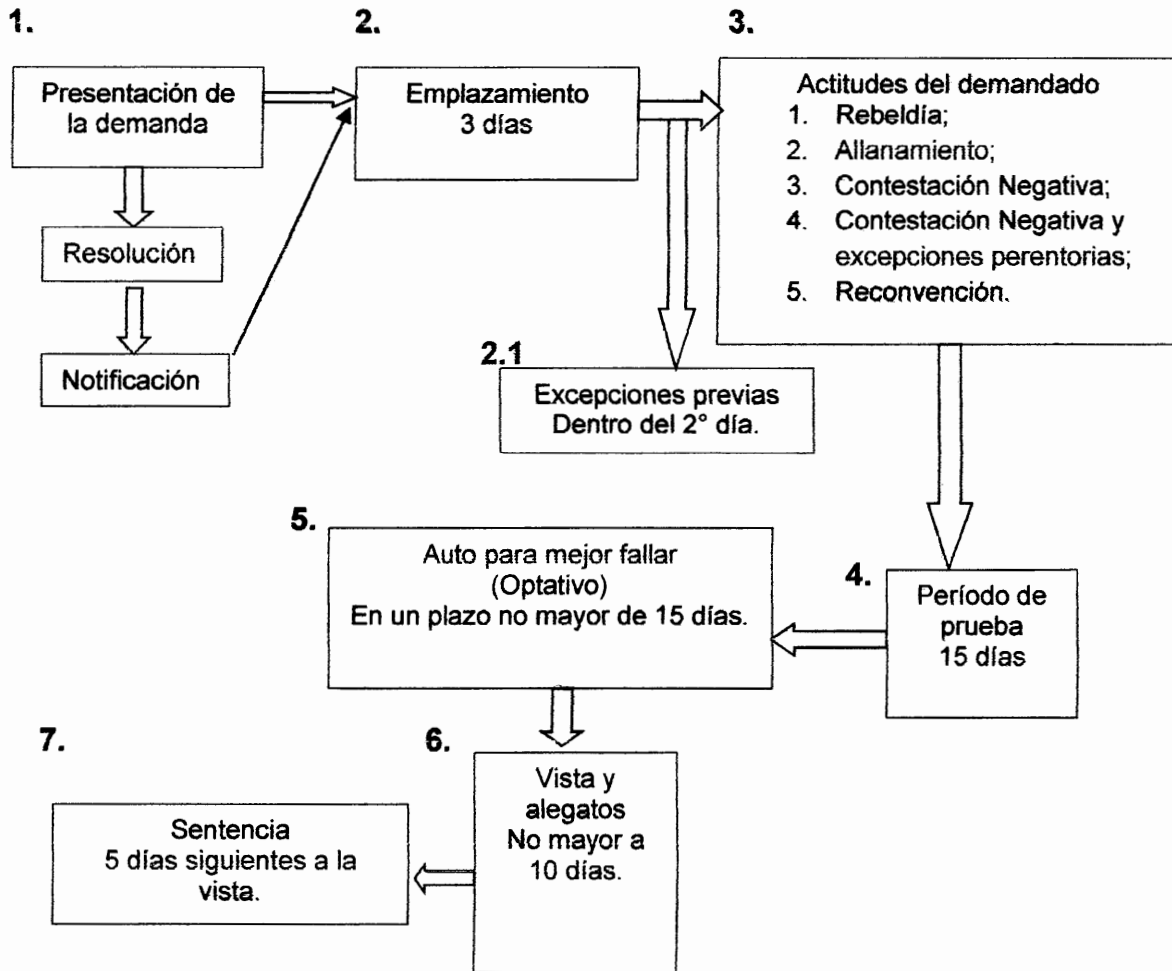 1.
Presentación de
la demanda
Resolución
Notificación
2.
Emplazamiento
3 días
3.
Actitudes del demandado
1. Rebeldía;
2. Allanamiento;
3. Contestación Negativa;
4. Contestación Negativa y
excepciones perentorias;
5. Reconvención.
2.1
Excepciones previas
Dentro del 2° día.
4.
Período de
prueba
15 días
5.
Auto para mejor fallar
(Optativo)
En un plazo no mayor de 15 días.
6.
Vista y
alegatos
No mayor a
10 días.
7.
Sentencia
5 días siguientes a la
vista.